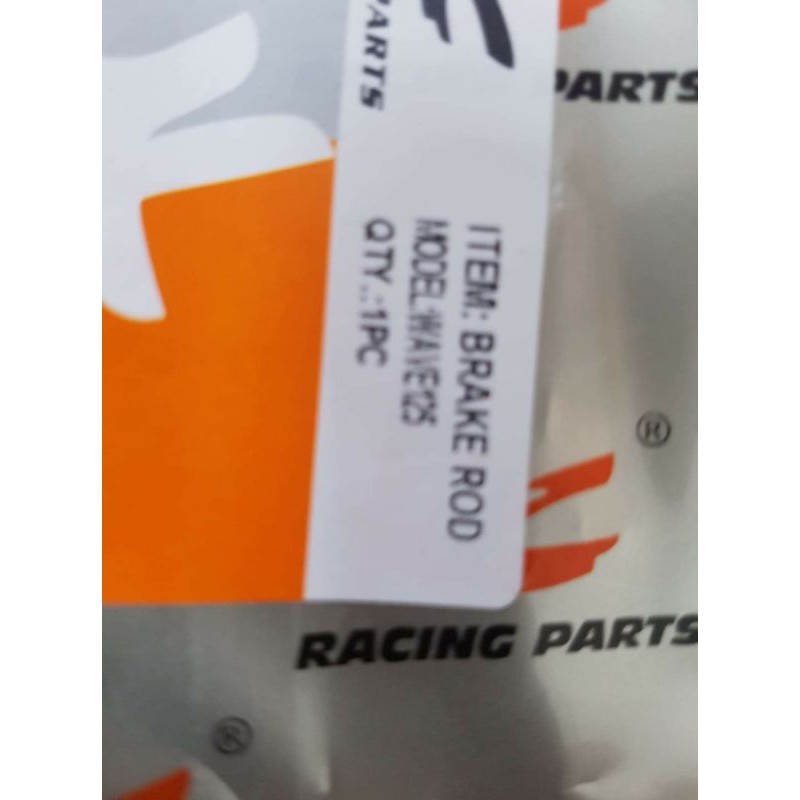 PARTS
ITEM: BRAKE ROD
MODEL:WAVE125
QTY.:1PC
PARTS
®
RACING PARTS
®